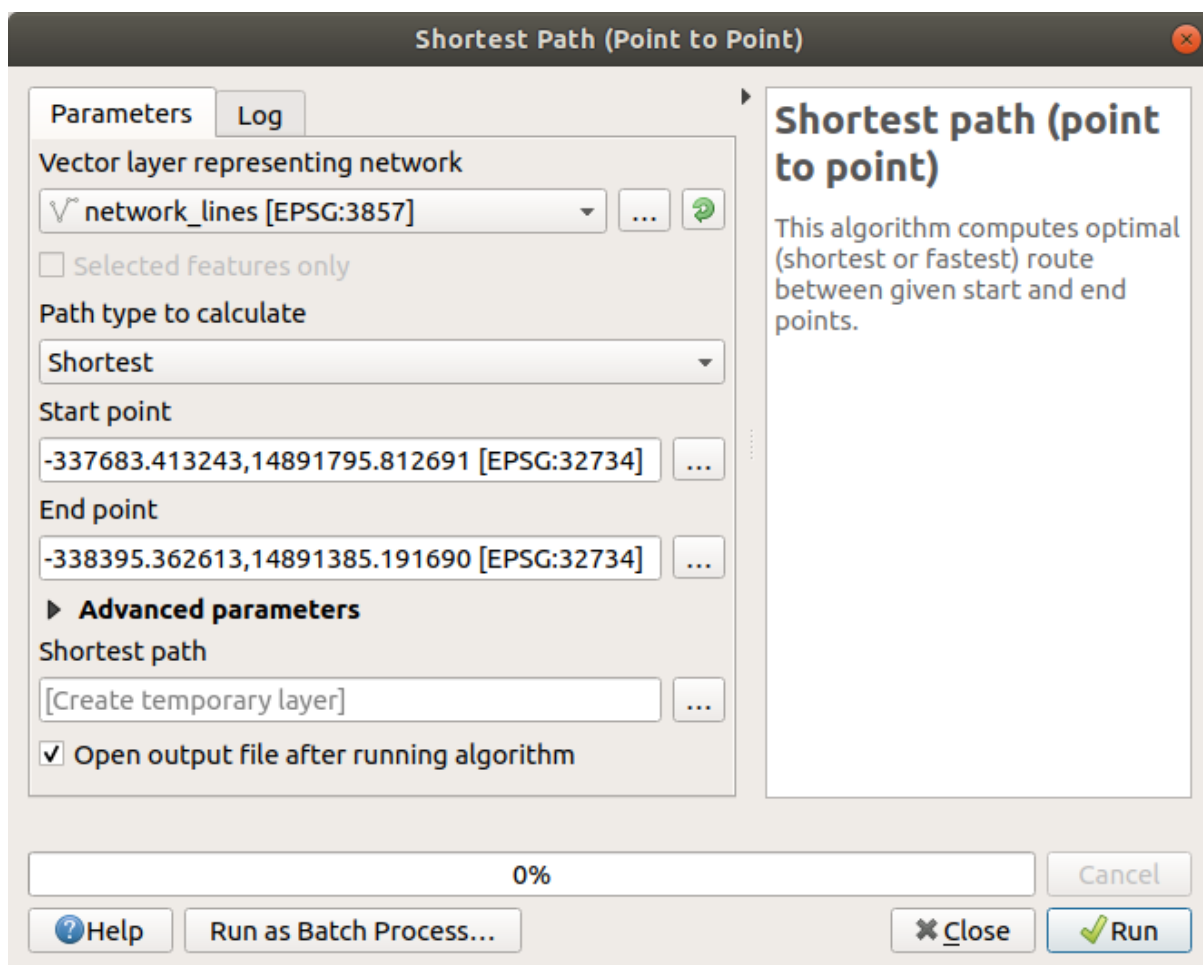 Shortest Path (Point to Point)
Parameters
Log
Vector layer representing network
network_lines [EPSG:3857]
...
Selected features only
Path type to calculate
Shortest
Start point
-337683.413243,14891795.812691 [EPSG:32734]
...
End point
-338395.362613,14891385.191690 [EPSG:32734]
...
Advanced parameters
Shortest path
[Create temporary layer]
...
Open output file after running algorithm
Shortest path (point
to point)
This algorithm computes optimal
(shortest or fastest) route
between given start and end
points.
0%
Cancel
Help
Run as Batch Process...
Close
Run